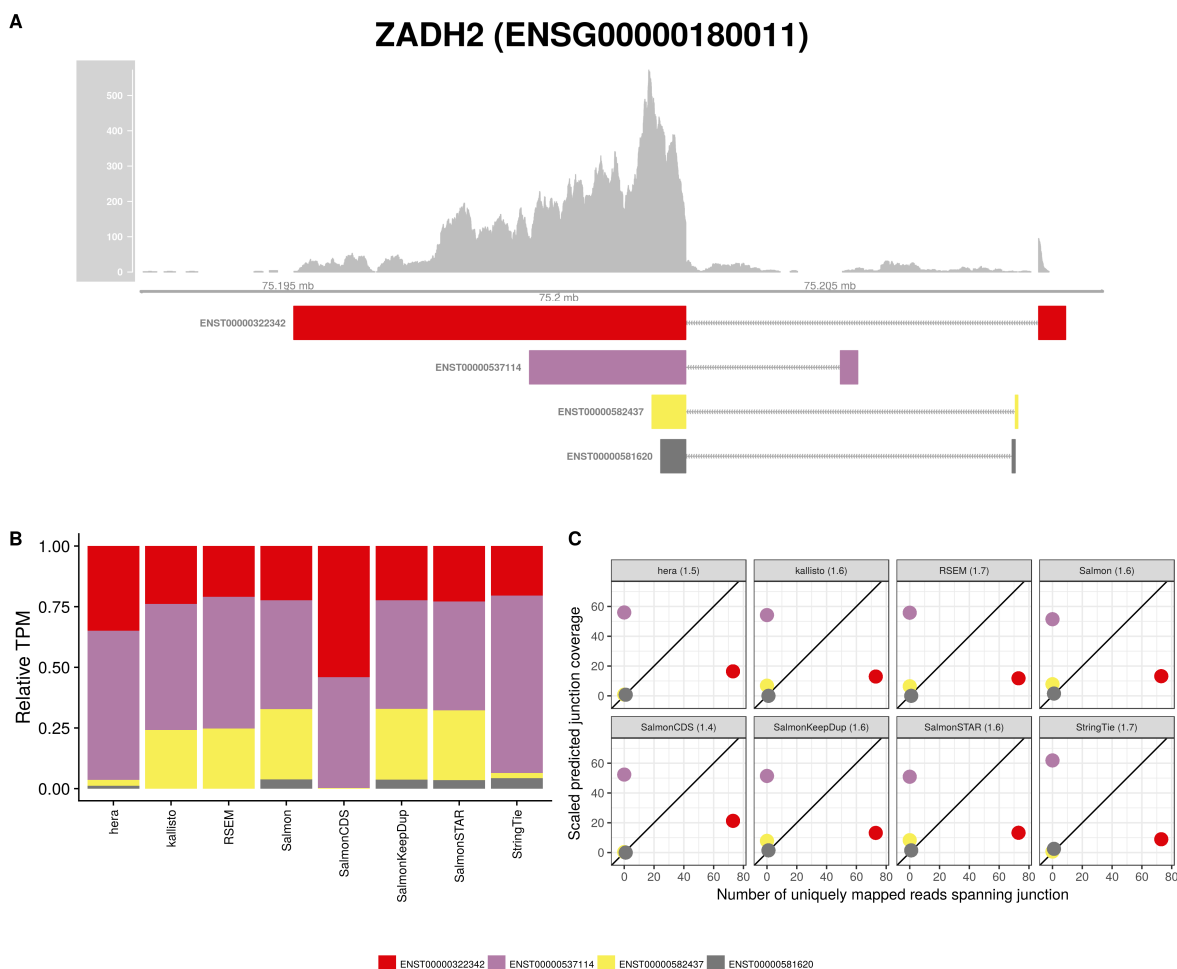 A
ZADH2 (ENSG00000180011)
500
400
300
200
100
0
75.195 mb
75.2 mb
75.205 mb
ENST00000322342
ENST00000537114
ENST00000582437
ENST00000581620
B
1.00
0.75
0.50
0.25
0.00
Relative TPM
hera
kallisto
RSEM
Salmon
SalmonCDS
SalmonKeepDup
SalmonSTAR
StringTie
C
hera (1.5)
kallisto (1.6)
RSEM (1.7)
Salmon (1.6)
60
40
20
0
SalmonCDS (1.4)
SalmonKeepDup (1.6)
SalmonSTAR (1.6)
StringTie (1.7)
60
40
20
0
Scaled predicted junction coverage
0 20 40 60 80 0 20 40 60 80 0 20 40 60 80 0 20 40 60 80
Number of uniquely mapped reads spanning junction
ENST00000322342 ENST00000537114 ENST00000582437 ENST00000581620